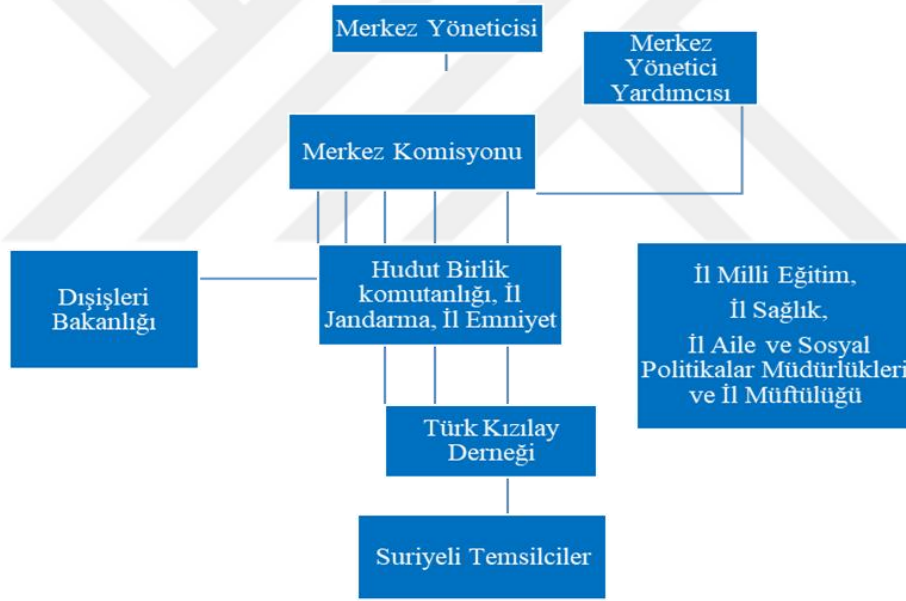 Merkez Yöneticisi
Merkez
Yönetici
Yardımcısı
Merkez Komisyonu
Dışişleri
Bakanlığı
Hudut Birlik
komutanlığı, İl
Jandarma, İl Emniyet
İl Milli Eğitim,
İl Sağlık,
İl Aile ve Sosyal
Politikalar Müdürlükleri
ve İl Müftülüğü
Türk Kızılay
Derneği
Suriyeli Temsilciler